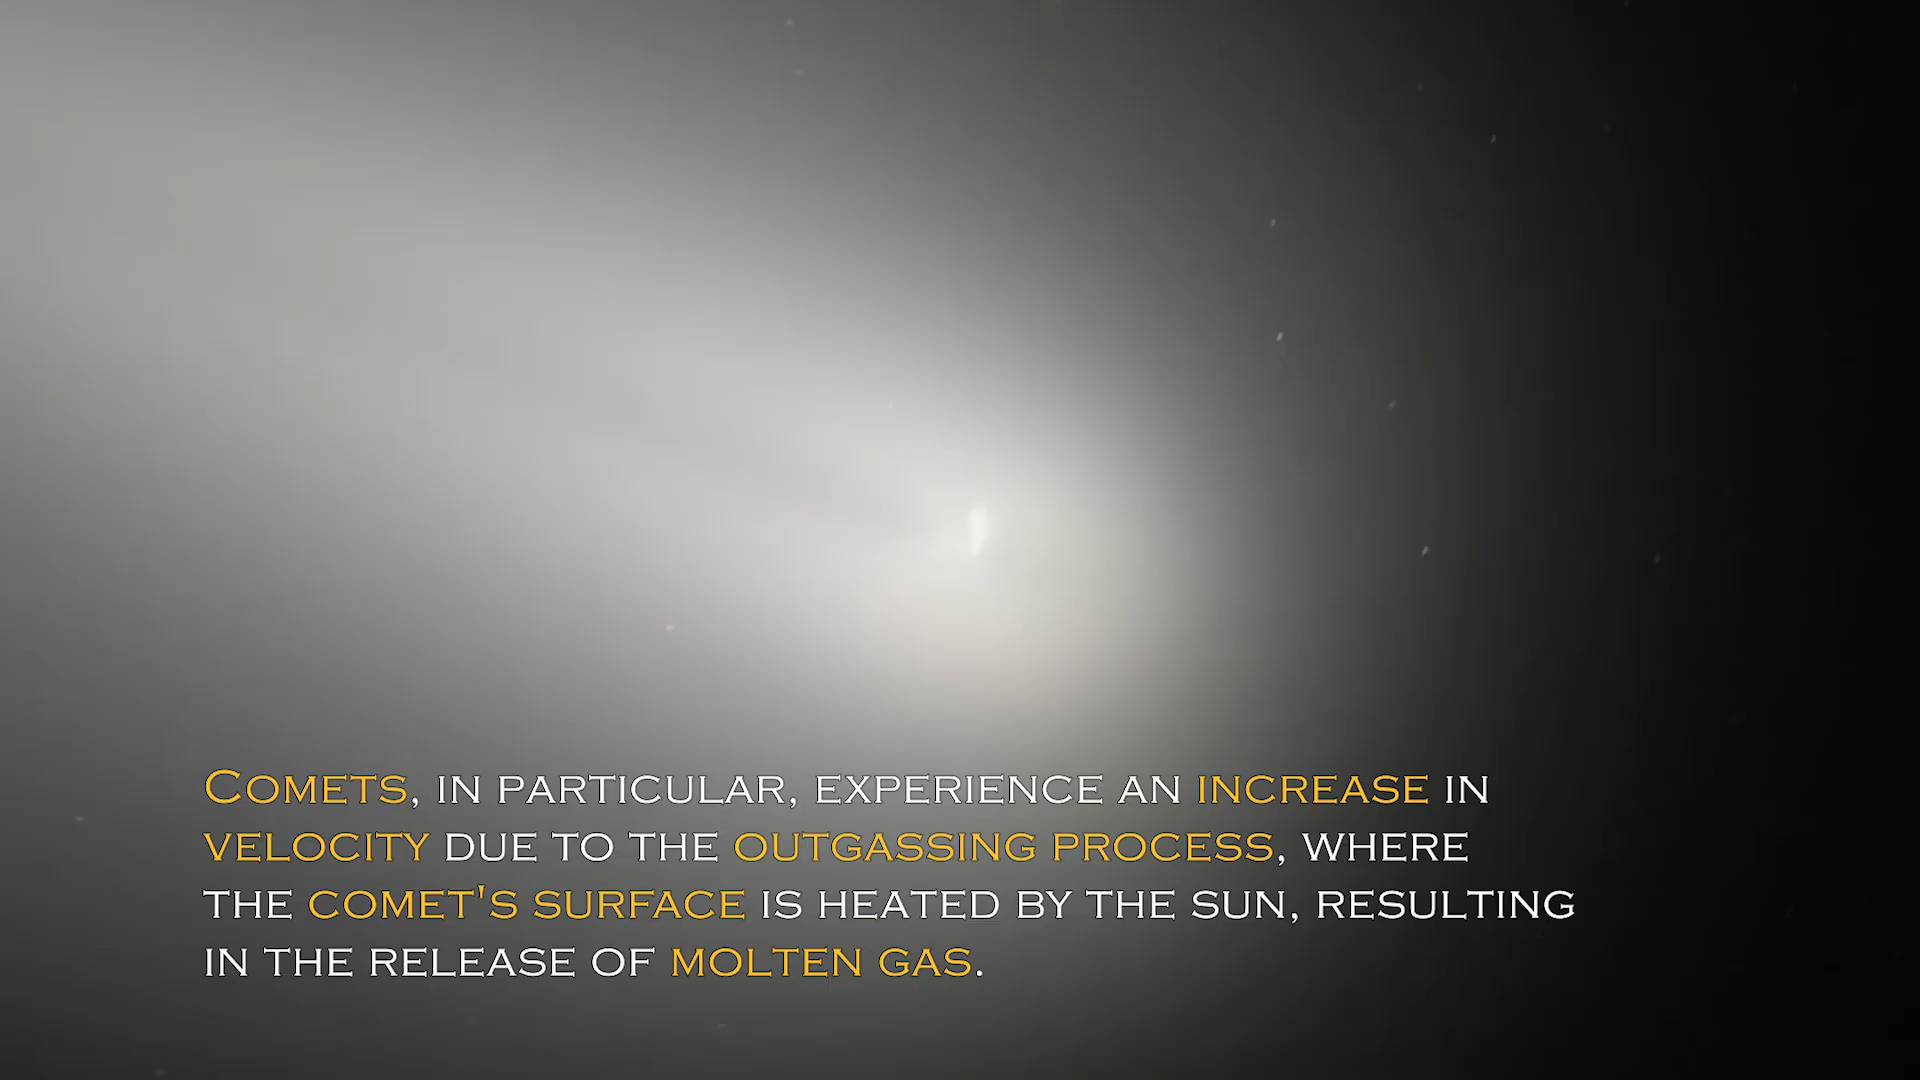 Comets, in particular, experience an increase in
velocity due to the outgassing process, where
the comet's surface is heated by the sun, resulting
in the release of molten gas.